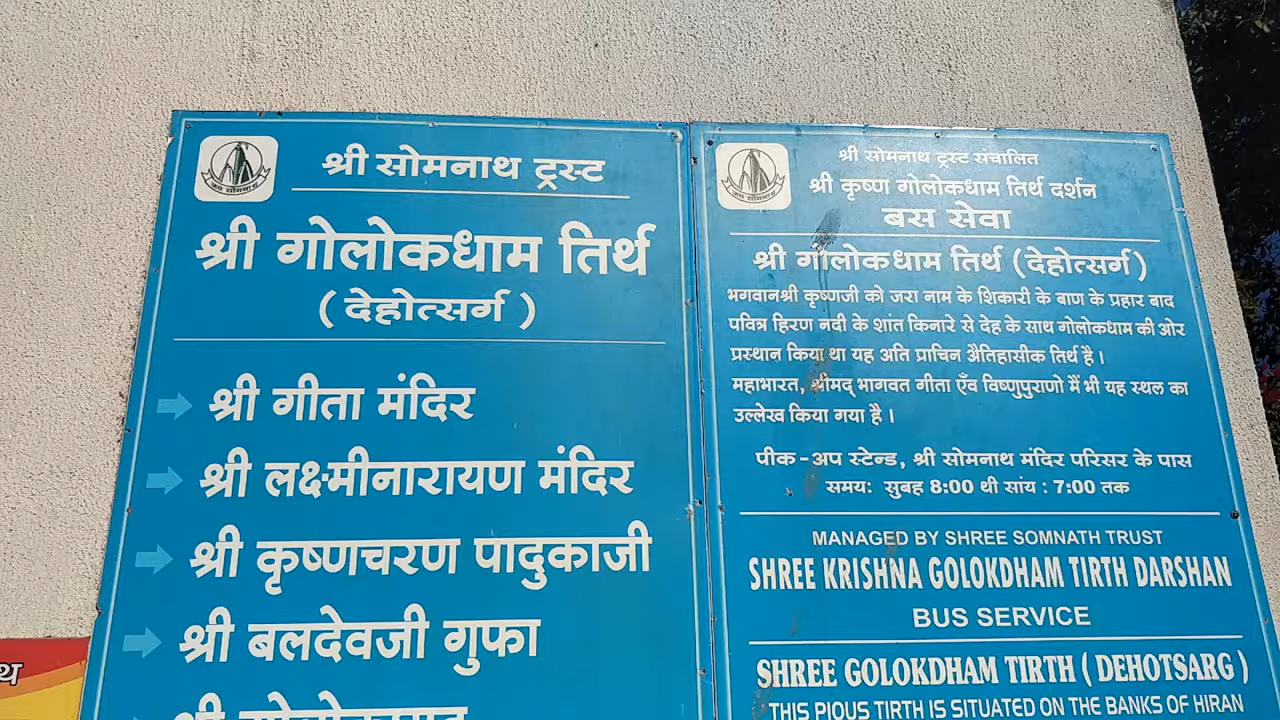 जय सोमनाथ
श्री सोमनाथ ट्रस्ट
श्री गोलोकधाम तिर्थ
( देहोत्सर्ग )
श्री गीता मंदिर
श्री लक्ष्मीनारायण मंदिर
श्री कृष्णचरण पादुकाजी
श्री बलदेवजी गुफा
श्री
जय सोमनाथ
श्री सोमनाथ ट्रस्ट संचालित
श्री कृष्ण गोलोकधाम तिर्थ दर्शन
बस सेवा
श्री गोलोकधाम तिर्थ (देहोत्सर्ग)
भगवानश्री कृष्णजी को जरा नाम के शिकारी के बाण के प्रहार बाद
पवित्र हिरण नदी के शांत किनारे से देह के साथ गोलोकधाम की ओर
प्रस्थान किया था यह अति प्राचिन ऐतिहासीक तिर्थ है ।
महाभारत, श्रीमद् भागवत गीता एँव विष्णुपुराणो मैं भी यह स्थल का
उल्लेख किया गया है ।
पीक-अप स्टेन्ड, श्री सोमनाथ मंदिर परिसर के पास
समय: सुबह 8:00 थी सांय : 7:00 तक
MANAGED BY SHREE SOMNATH TRUST
SHREE KRISHNA GOLOKDHAM TIRTH DARSHAN
BUS SERVICE
SHREE GOLOKDHAM TIRTH ( DEHOTSARG )
THIS PIOUS TIRTH IS SITUATED ON THE BANKS OF HIRAN